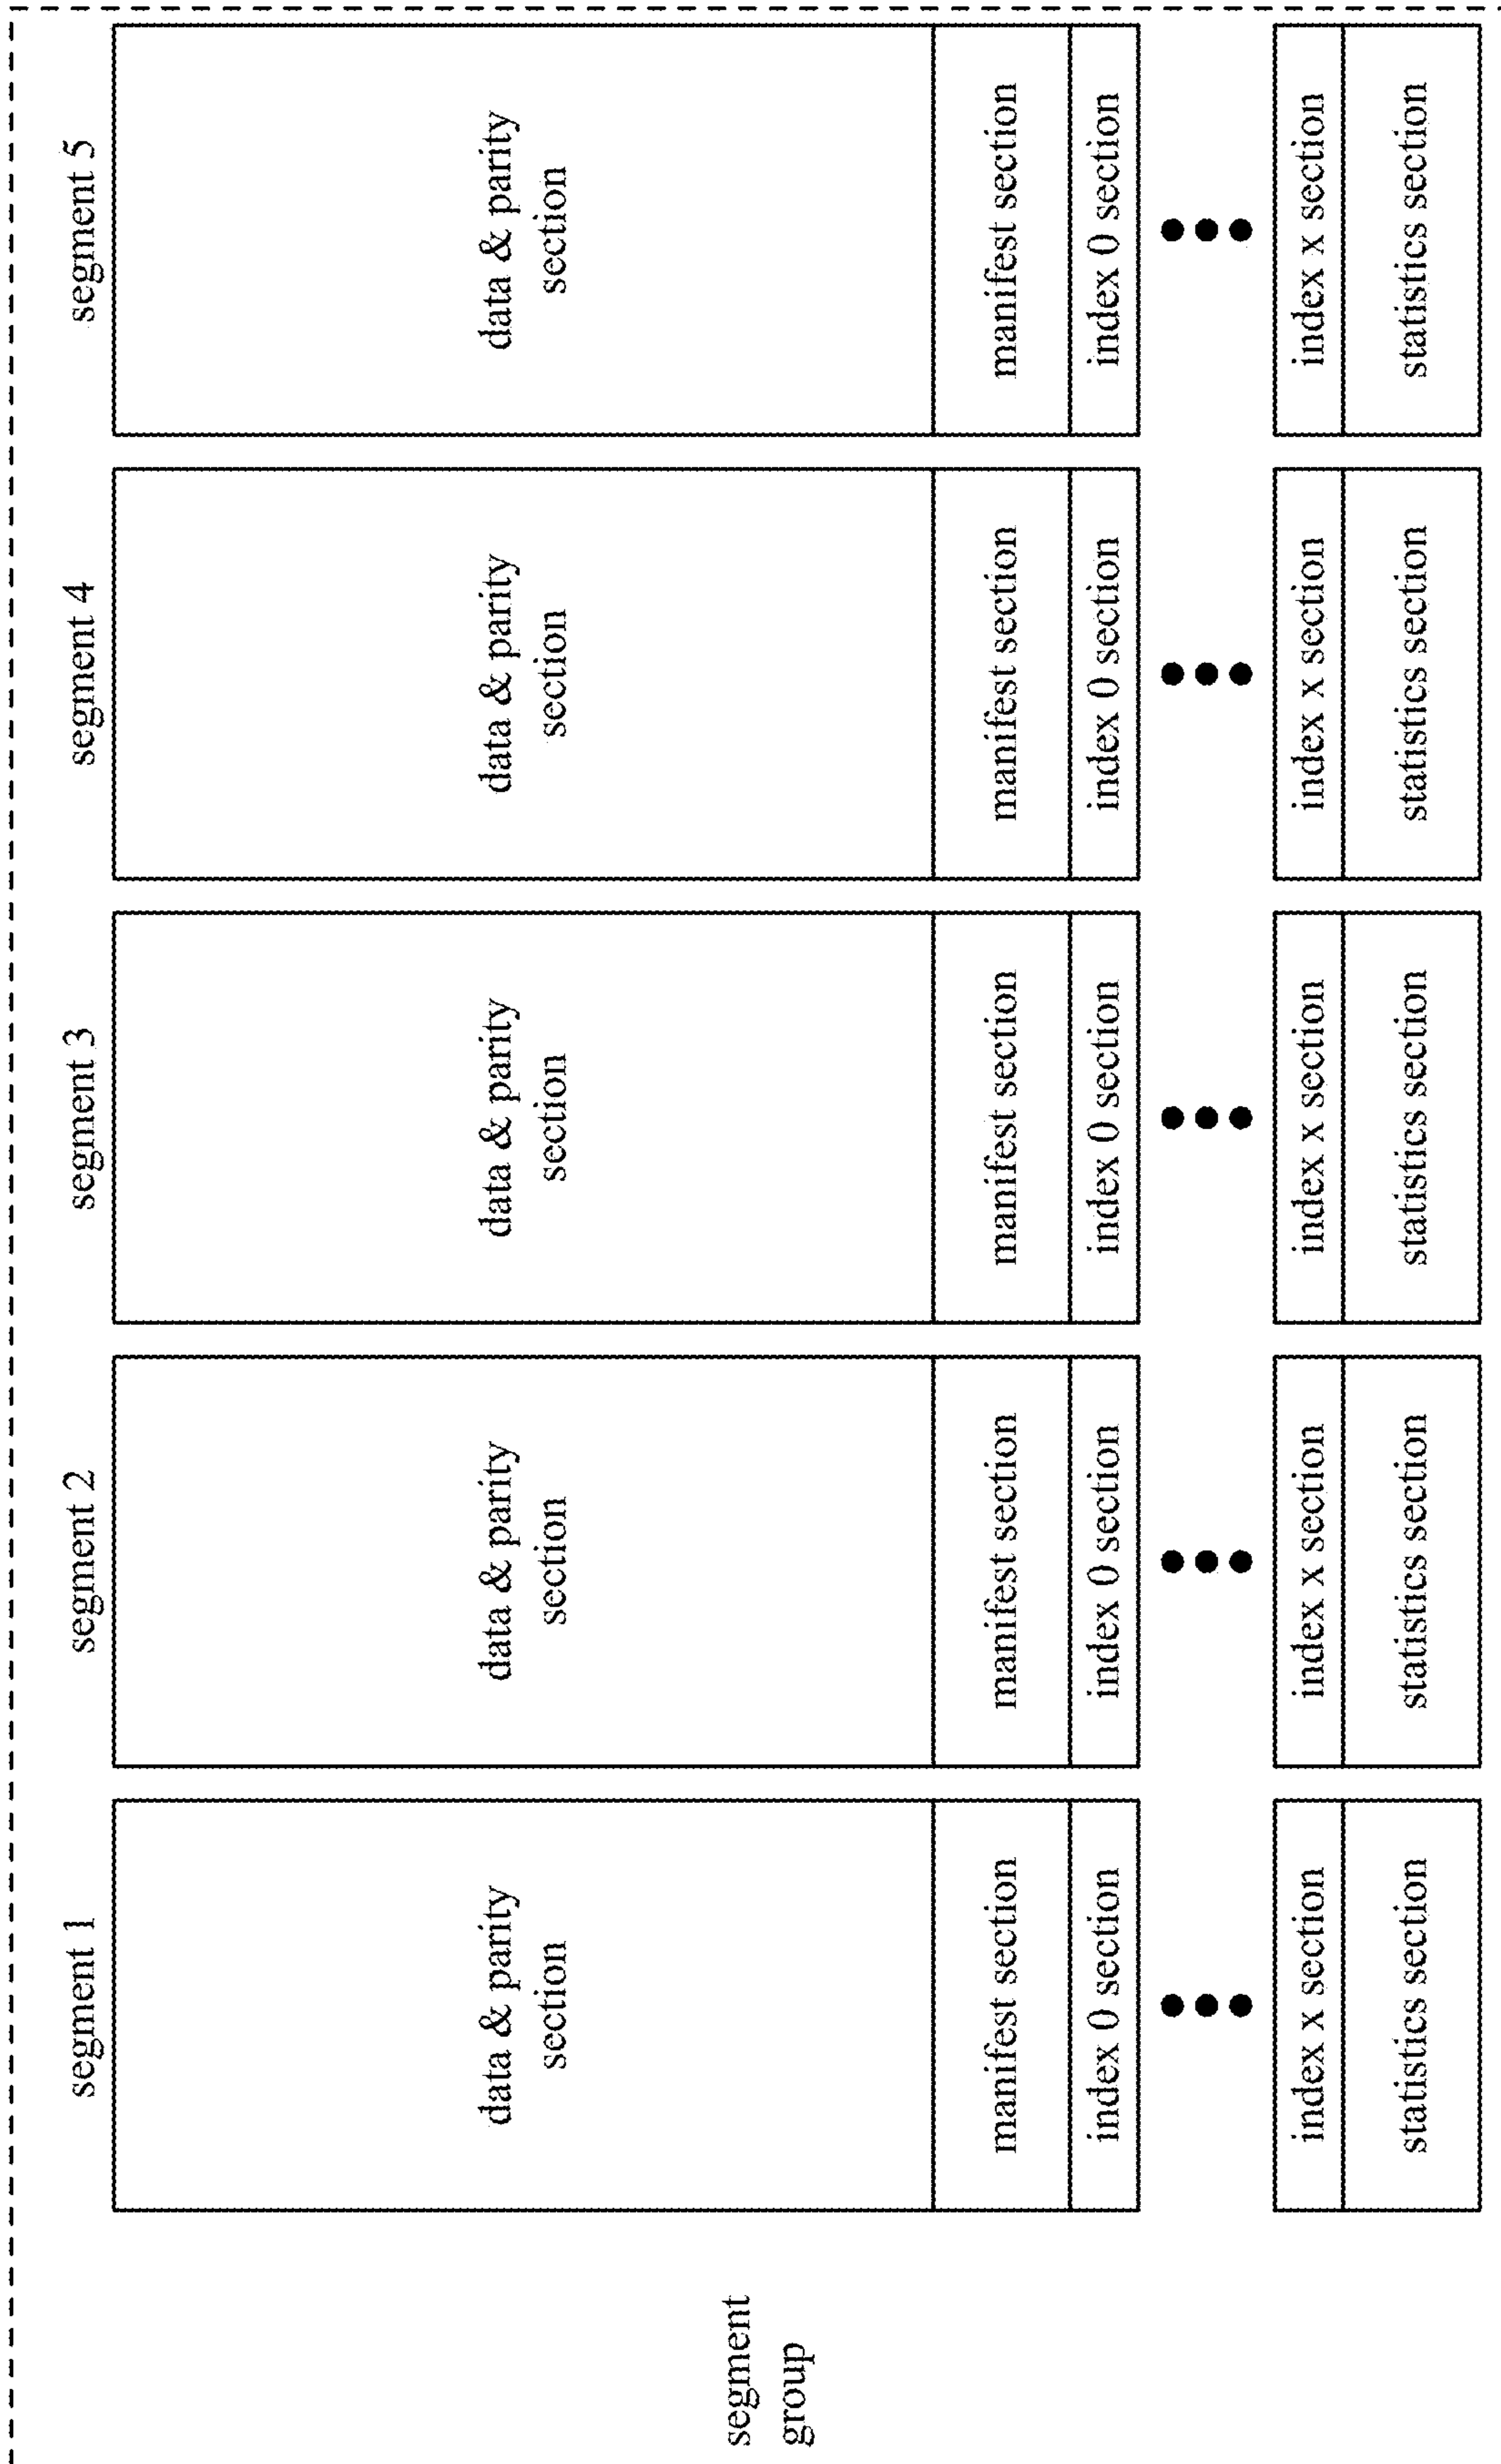 segment 1
segment 2
segment 3
segment 4
segment 5
segment
group
data & parity
section
data & parity
section
data & parity
section
data & parity
section
data & parity
section
manifest section
manifest section
manifest section
manifest section
manifest section
index 0 section
index 0 section
index 0 section
index 0 section
index 0 section
index x section
index x section
index x section
index x section
index x section
statistics section
statistics section
statistics section
statistics section
statistics section